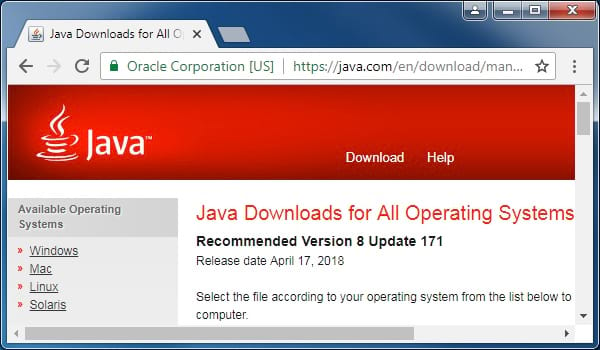 Java Downloads for All Op
Oracle Corporation [US] https://java.com/en/download/man...
Java™
Download Help
Available Operating
Systems
» Windows
» Mac
» Linux
» Solaris
Java Downloads for All Operating Systems
Recommended Version 8 Update 171
Release date April 17, 2018
Select the file according to your operating system from the list below to
computer.